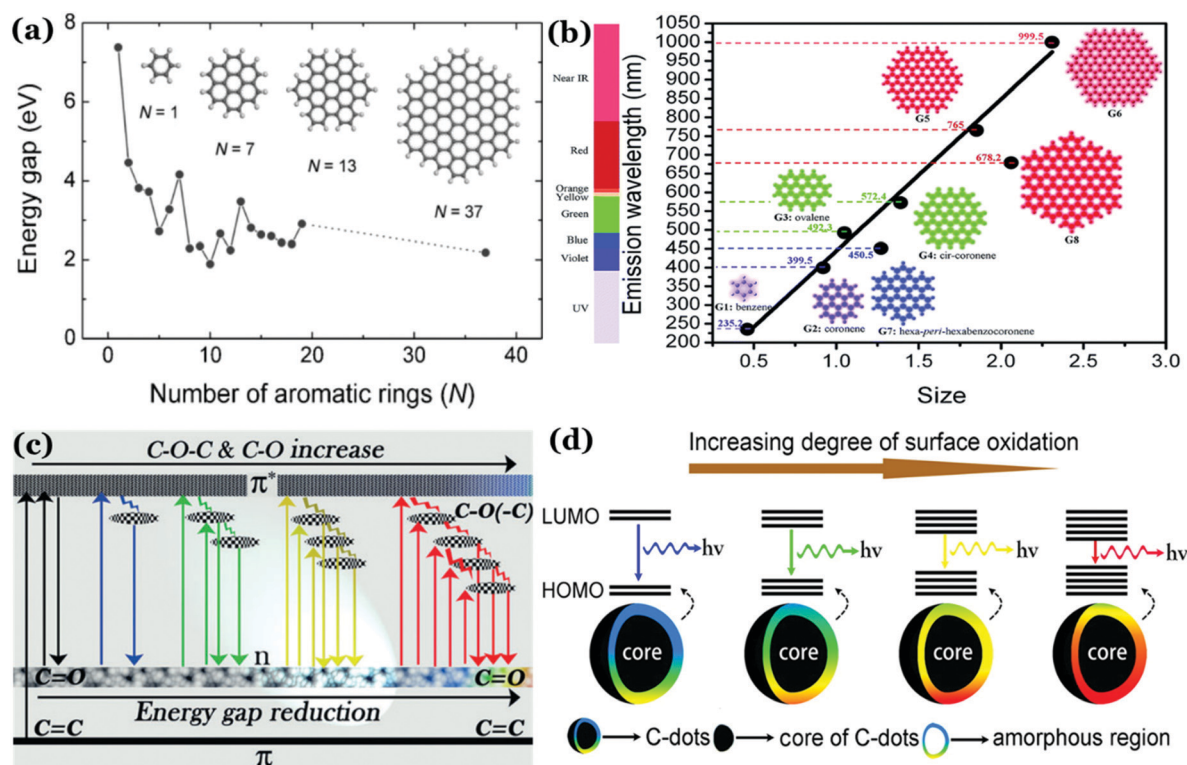 (a)
8
6
4
2
0
Energy gap (eV)
N = 1
N = 7
N = 13
N = 37
0 10 20 30 40
Number of aromatic rings (N)
(b)
Near IR
Red
Orange
Yellow
Green
Blue
Violet
UV
Emission wavelength (nm)
1050
1000
950
900
850
800
750
700
650
600
550
500
450
400
350
300
250
200
999.5
765
678.2
572.4
492.3
450.5
399.5
235.2
G5
G6
G3: ovalene
G4: cir-coronene
G8
G1: benzene
G2: coronene
G7: hexa-peri-hexabenzocoronene
0.5 1.0 1.5 2.0 2.5 3.0
Size
(c)
C-O-C & C-O increase
π*
C-O(-C)
n
C=O C=O
Energy gap reduction
C=C C=C
π
(d)
Increasing degree of surface oxidation
LUMO
hν hν hν hν
HOMO
core core core core
C-dots core of C-dots amorphous region